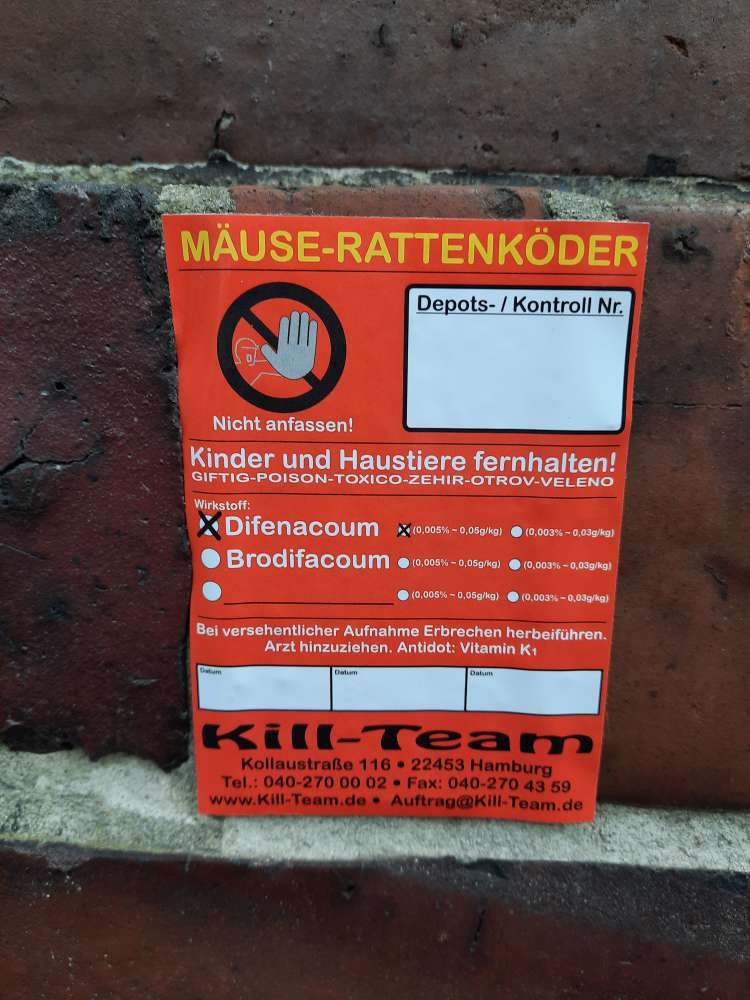 MÄUSE-RATTENKÖDER
Depots- / Kontroll Nr.
Nicht anfassen!
Kinder und Haustiere fernhalten!
GIFTIG-POISON-TOXICO-ZEHIR-OTROV-VELENO
Wirkstoff:
Difenacoum (0,005% ~ 0,05g/kg) (0,003% ~ 0,03g/kg)
Brodifacoum (0,005% ~ 0,05g/kg) (0,003% ~ 0,03g/kg)
(0,005% ~ 0,05g/kg) (0,003% ~ 0,03g/kg)
Bei versehentlicher Aufnahme Erbrechen herbeiführen.
Arzt hinzuziehen. Antidot: Vitamin K1
Datum Datum Datum
Kill-Team
Kollaustraße 116 • 22453 Hamburg
Tel.: 040-270 00 02 • Fax: 040-270 43 59
www.Kill-Team.de • Auftrag@Kill-Team.de